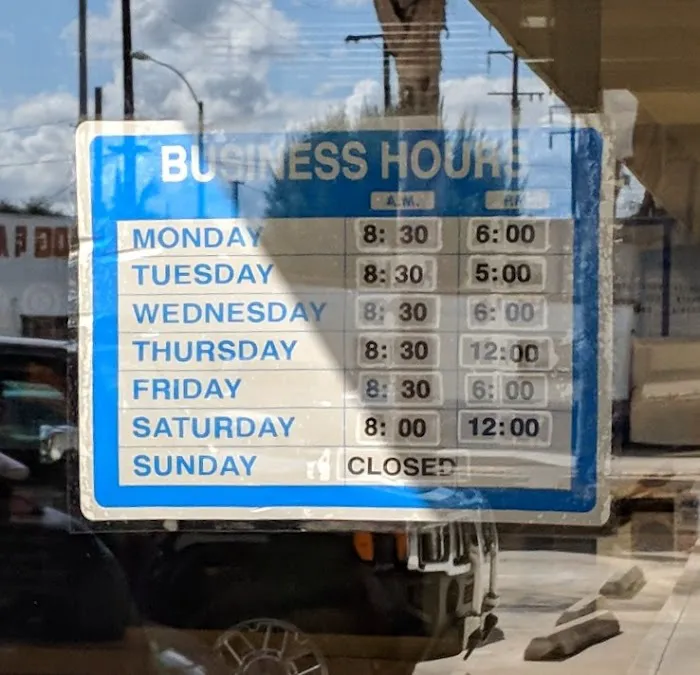 BUSINESS HOURS
A.M. P.M.
MONDAY 8:30 6:00
TUESDAY 8:30 5:00
WEDNESDAY 8:30 6:00
THURSDAY 8:30 12:00
FRIDAY 8:30 6:00
SATURDAY 8:00 12:00
SUNDAY CLOSED